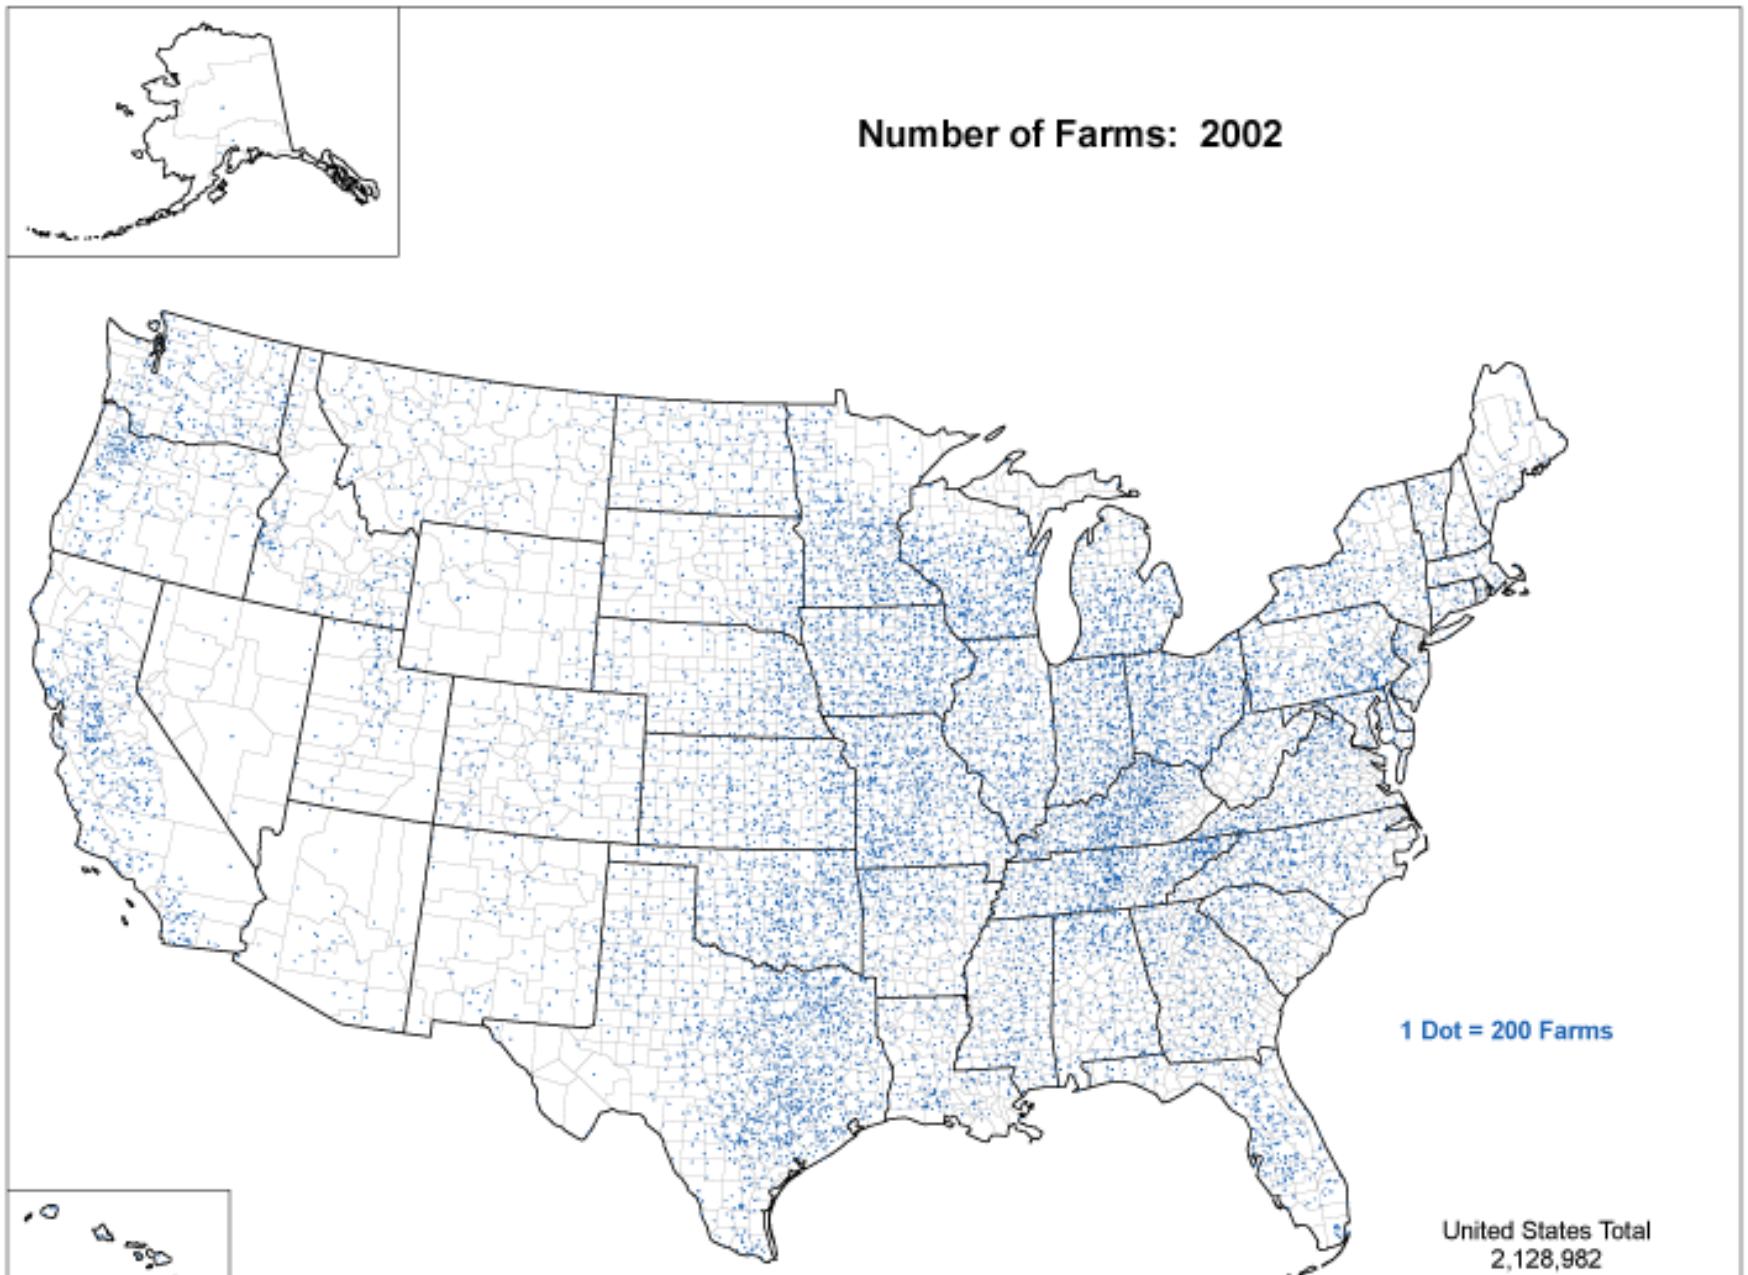 Number of Farms: 2002
1 Dot = 200 Farms
United States Total
2,128,982